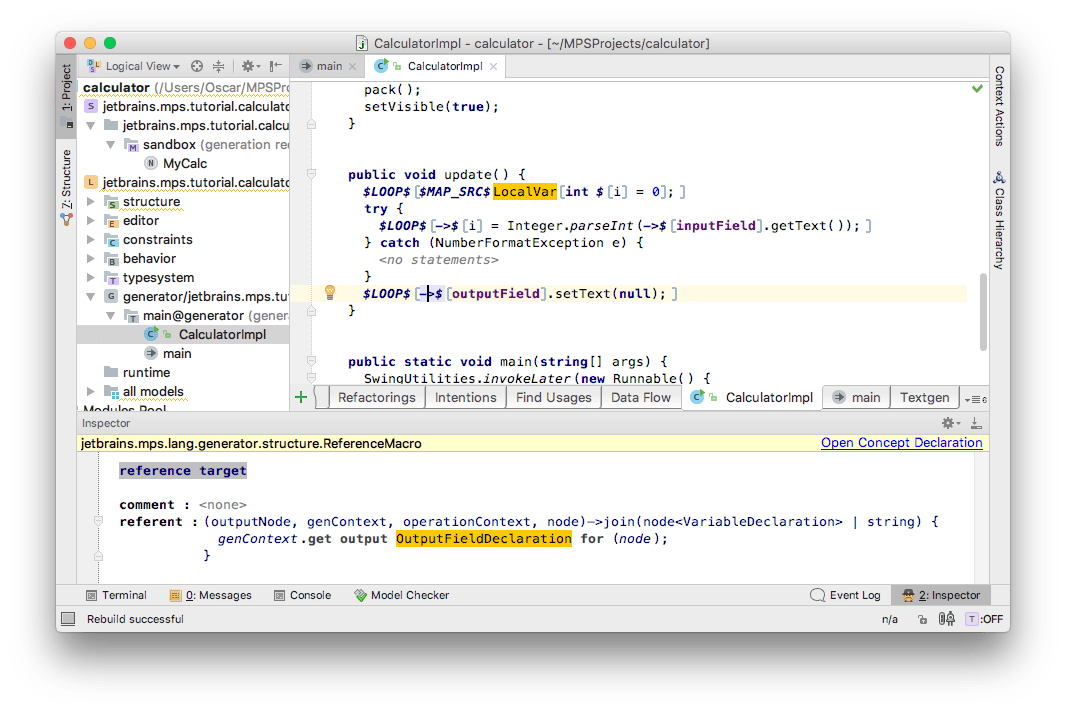 CalculatorImpl - calculator - [~/MPSProjects/calculator]
1: Project
Z: Structure
Logical View
calculator (/Users/Oscar/MPSPro
jetbrains.mps.tutorial.calculato
jetbrains.mps.tutorial.calcu
sandbox (generation req
MyCalc
jetbrains.mps.tutorial.calculato
structure
editor
constraints
behavior
typesystem
generator/jetbrains.mps.tu
main@generator (gener
CalculatorImpl
main
runtime
all models
Modules Pool
main
CalculatorImpl
pack();
setVisible(true);
}
public void update() {
$LOOP$[$MAP_SRC$LocalVar[int $[i] = 0;]
try {
$LOOP$[->$[i] = Integer.parseInt(->$[inputField].getText());]
} catch (NumberFormatException e) {
<no statements>
}
$LOOP$[->$[outputField].setText(null);]
}
public static void main(string[] args) {
SwingUtilities.invokeLater(new Runnable() {
Refactorings
Intentions
Find Usages
Data Flow
CalculatorImpl
main
Textgen
6
Context Actions
Class Hierarchy
Inspector
jetbrains.mps.lang.generator.structure.ReferenceMacro
Open Concept Declaration
reference target
comment : <none>
referent : (outputNode, genContext, operationContext, node)->join(node<VariableDeclaration> | string) {
genContext.get output OutputFieldDeclaration for (node);
}
Terminal
0: Messages
Console
Model Checker
Event Log
2: Inspector
Rebuild successful
n/a
T :OFF